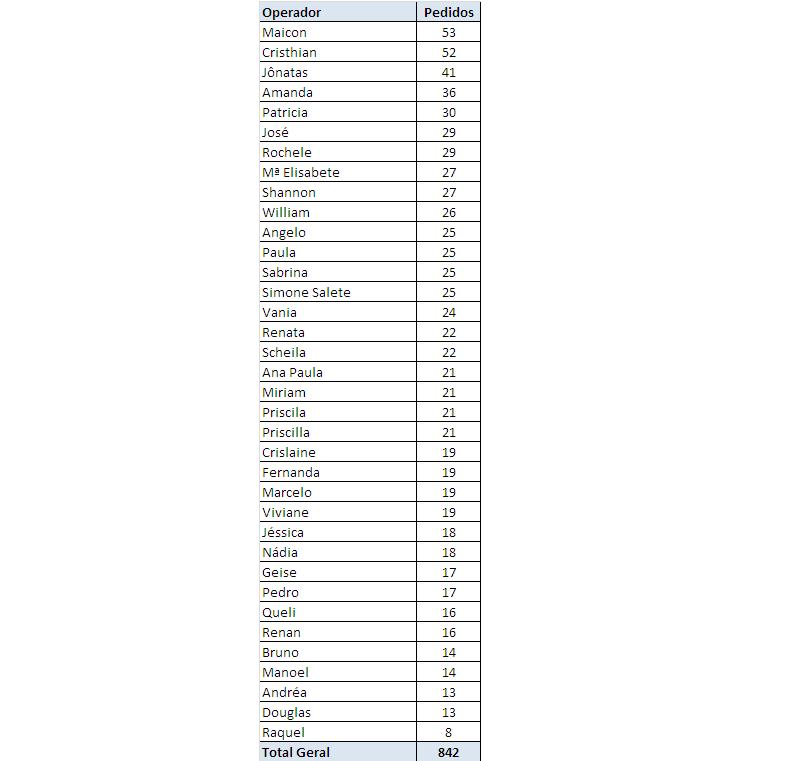 Operador Pedidos
Maicon 53
Cristhian 52
Jônatas 41
Amanda 36
Patricia 30
José 29
Rochele 29
Mª Elisabete 27
Shannon 27
William 26
Angelo 25
Paula 25
Sabrina 25
Simone Salete 25
Vania 24
Renata 22
Scheila 22
Ana Paula 21
Miriam 21
Priscila 21
Priscilla 21
Crislaine 19
Fernanda 19
Marcelo 19
Viviane 19
Jéssica 18
Nádia 18
Geise 17
Pedro 17
Queli 16
Renan 16
Bruno 14
Manoel 14
Andréa 13
Douglas 13
Raquel 8
Total Geral 842